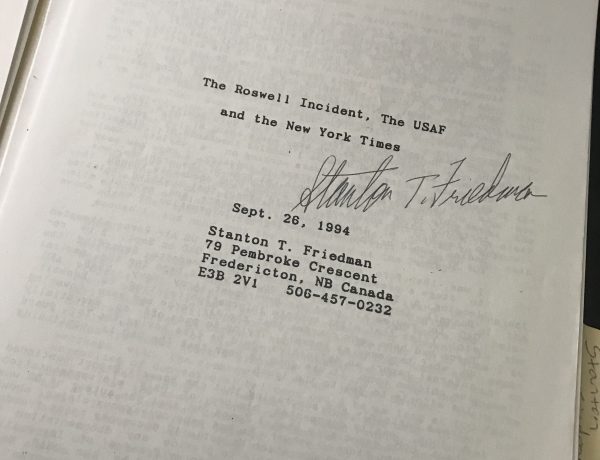 The Roswell Incident, The USAF
and the New York Times
Stanton T. Friedman
Sept. 26, 1994
Stanton T. Friedman
79 Pembroke Crescent
Fredericton, NB Canada
E3B 2V1 506-457-0232
Stanton